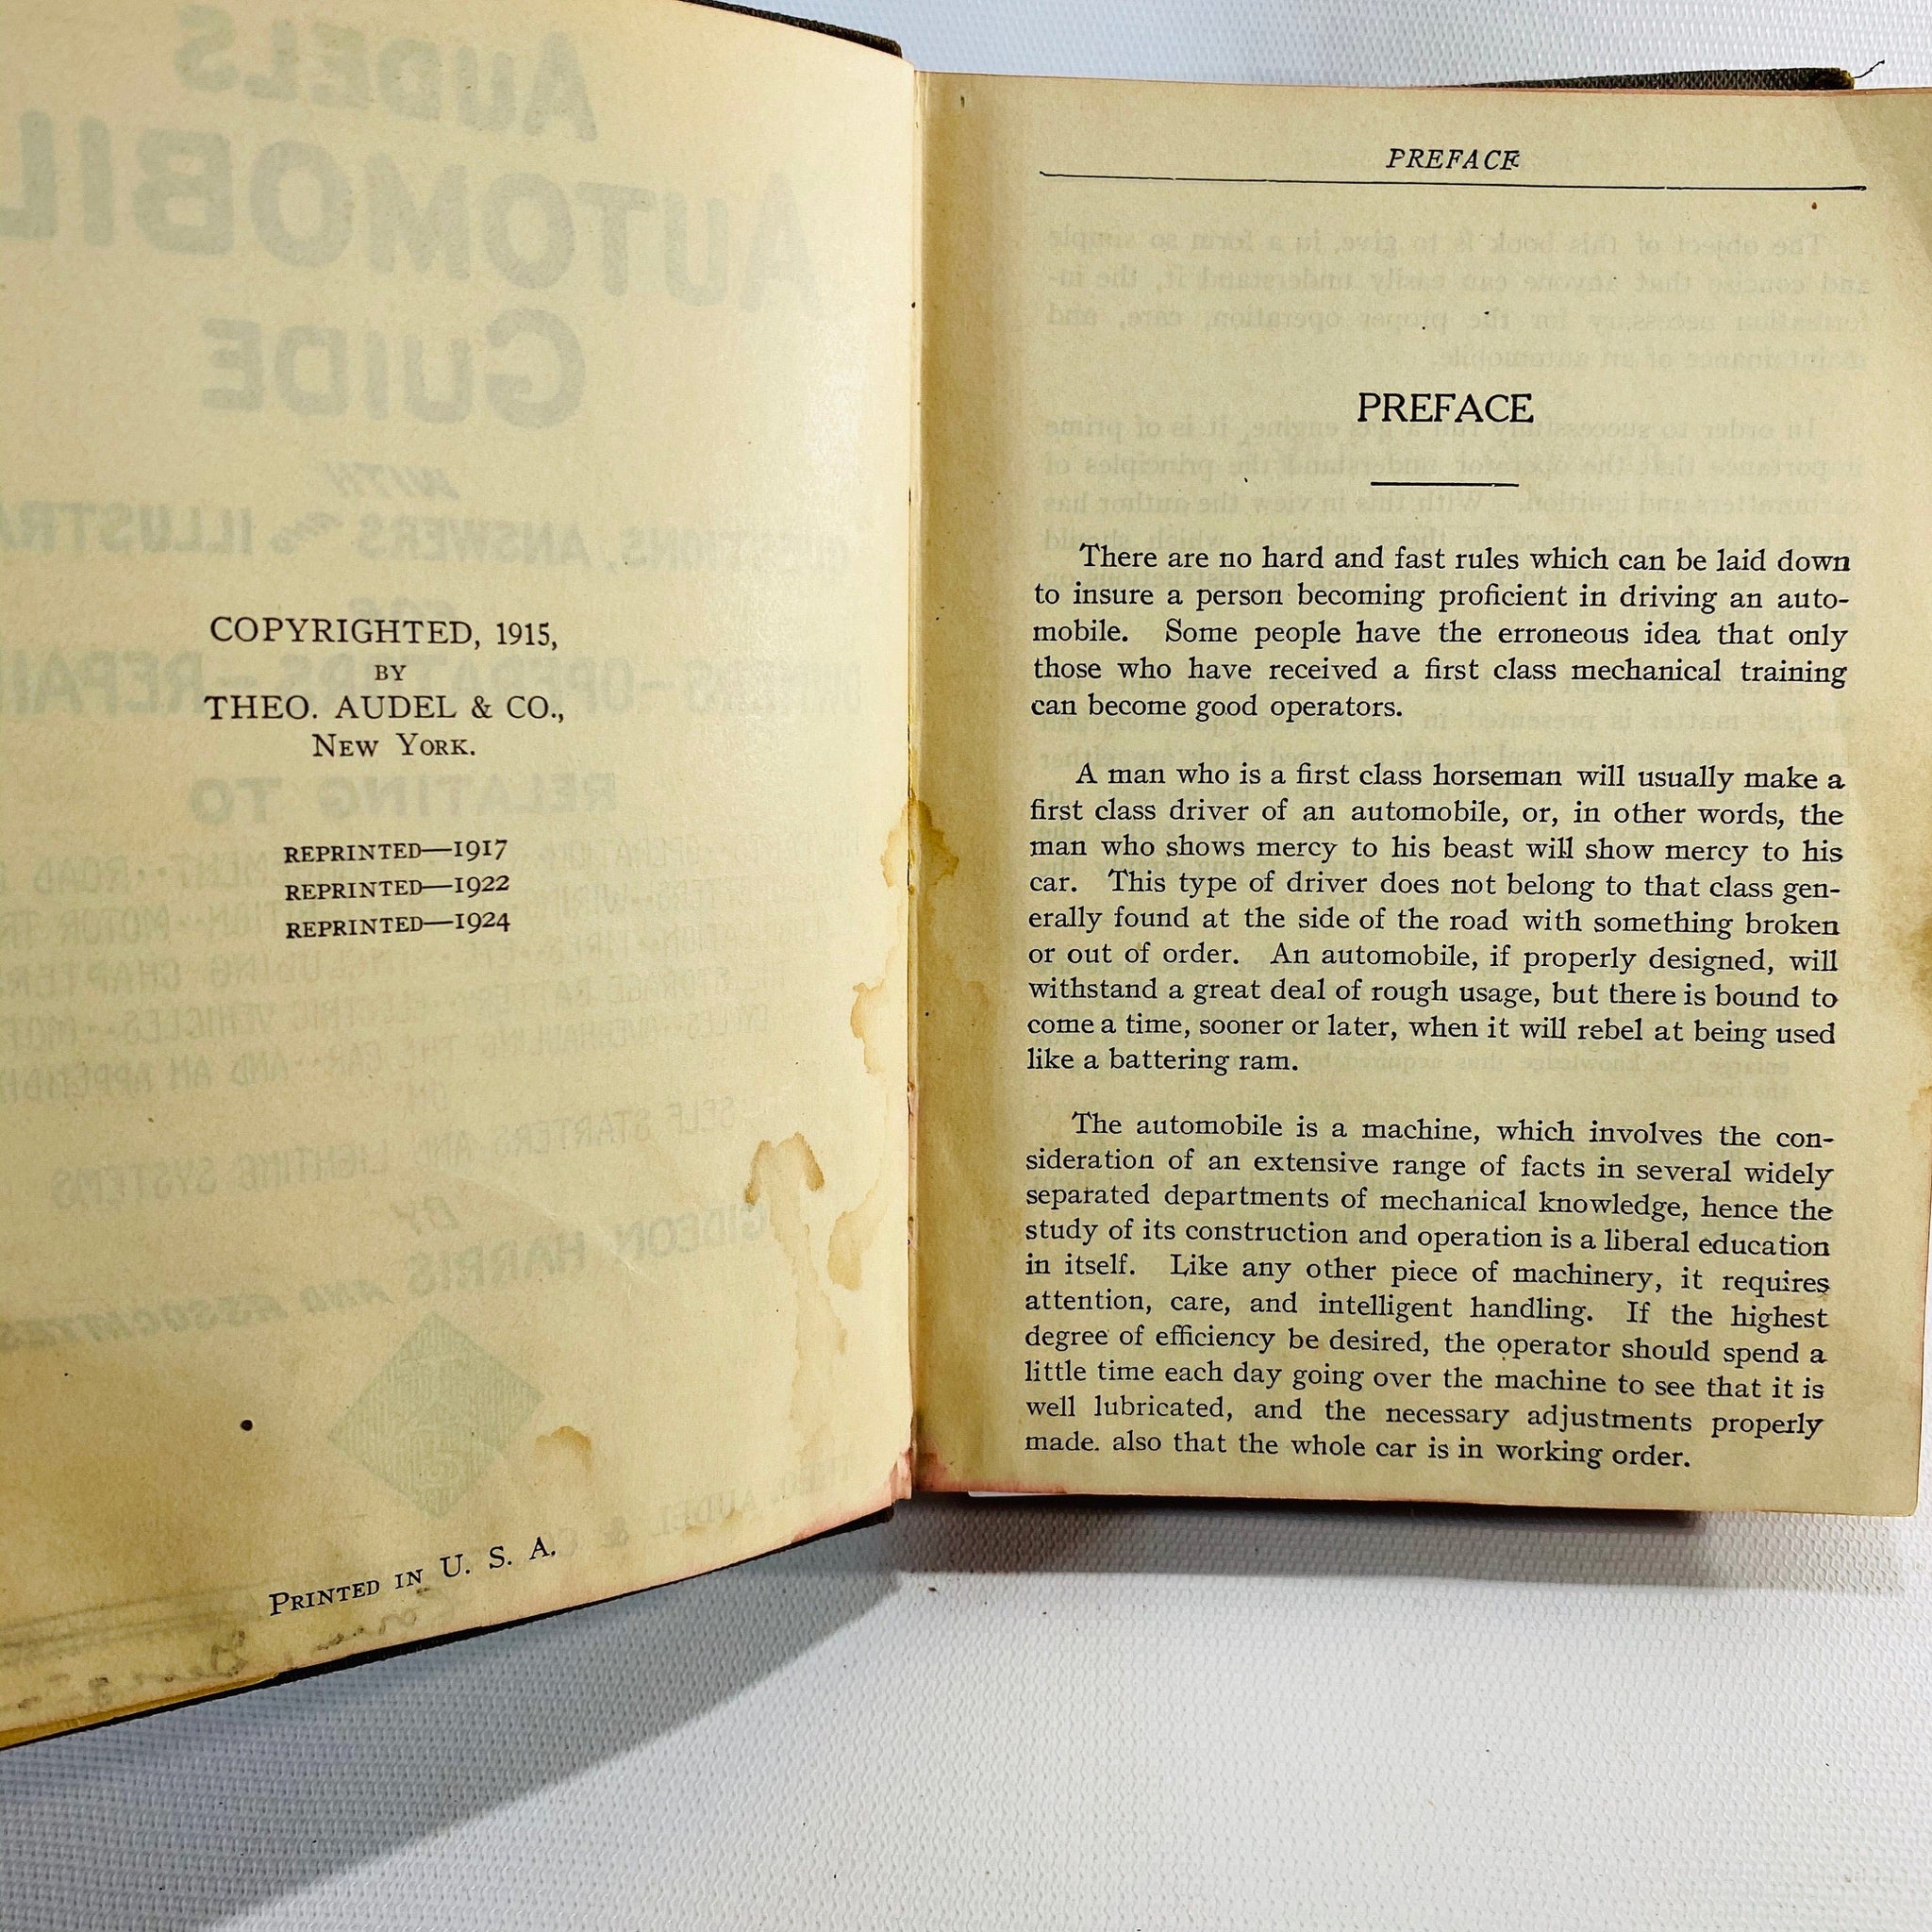 COPYRIGHTED, 1915,
BY
THEO. AUDEL & CO.,
NEW YORK.
REPRINTED—1917
REPRINTED—1922
REPRINTED—1924
PRINTED IN U. S. A.
PREFACE
PREFACE
There are no hard and fast rules which can be laid down
to insure a person becoming proficient in driving an auto-
mobile. Some people have the erroneous idea that only
those who have received a first class mechanical training
can become good operators.
A man who is a first class horseman will usually make a
first class driver of an automobile, or, in other words, the
man who shows mercy to his beast will show mercy to his
car. This type of driver does not belong to that class gen-
erally found at the side of the road with something broken
or out of order. An automobile, if properly designed, will
withstand a great deal of rough usage, but there is bound to
come a time, sooner or later, when it will rebel at being used
like a battering ram.
The automobile is a machine, which involves the con-
sideration of an extensive range of facts in several widely
separated departments of mechanical knowledge, hence the
study of its construction and operation is a liberal education
in itself. Like any other piece of machinery, it requires
attention, care, and intelligent handling. If the highest
degree of efficiency be desired, the operator should spend a
little time each day going over the machine to see that it is
well lubricated, and the necessary adjustments properly
made. also that the whole car is in working order.